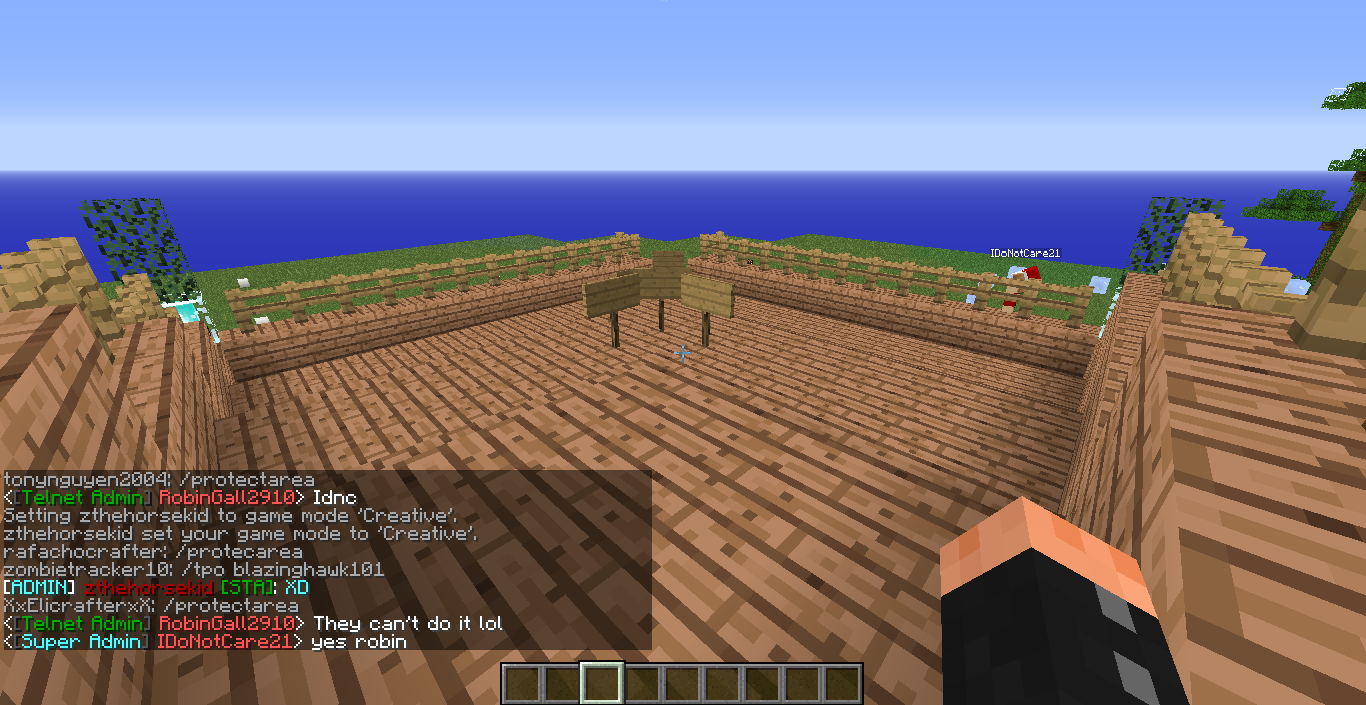 IDoNotCare21
tonynguyen2004: /protectarea
<[Telnet Admin] RobinGall2910> Idnc
Setting zthehorsekid to game mode 'Creative'.
zthehorsekid set your game mode to 'Creative'.
rafachocrafter: /protecarea
zombietracker10: /tpo blazinghawk101
[ADMIN] zthehorsekid [STA]: XD
XxElicrafterxX: /protectarea
<[Telnet Admin] RobinGall2910> They can't do it lol
<[Super Admin] IDoNotCare21> yes robin